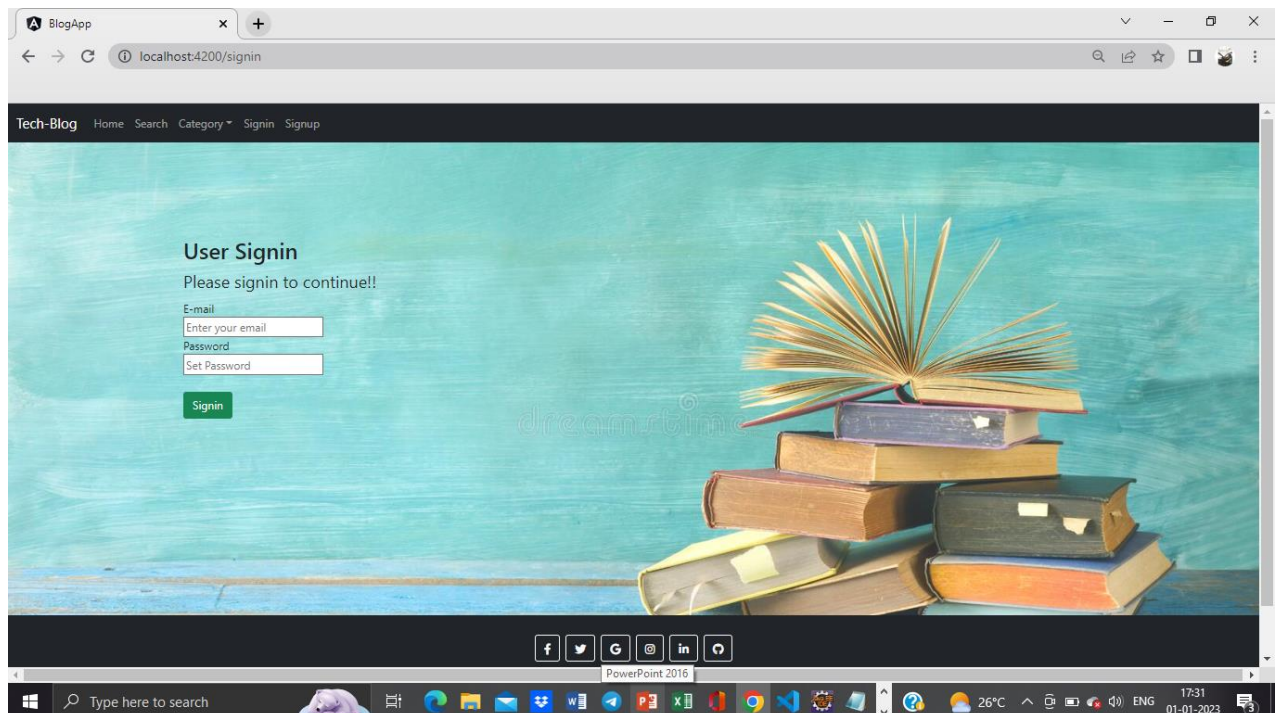 BlogApp
localhost:4200/signin
Tech-Blog Home Search Category Signin Signup
User Signin
Please signin to continue!!
E-mail
Enter your email
Password
Set Password
Signin
dreamstime
PowerPoint 2016
Type here to search
26°C ENG 17:31
01-01-2023
3